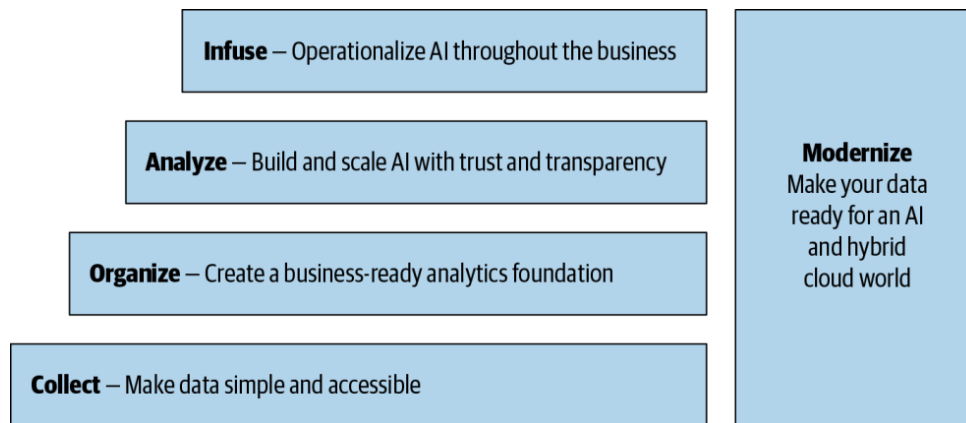 Infuse – Operationalize AI throughout the business
Analyze – Build and scale AI with trust and transparency
Organize – Create a business-ready analytics foundation
Collect – Make data simple and accessible
Modernize
Make your data
ready for an AI
and hybrid
cloud world